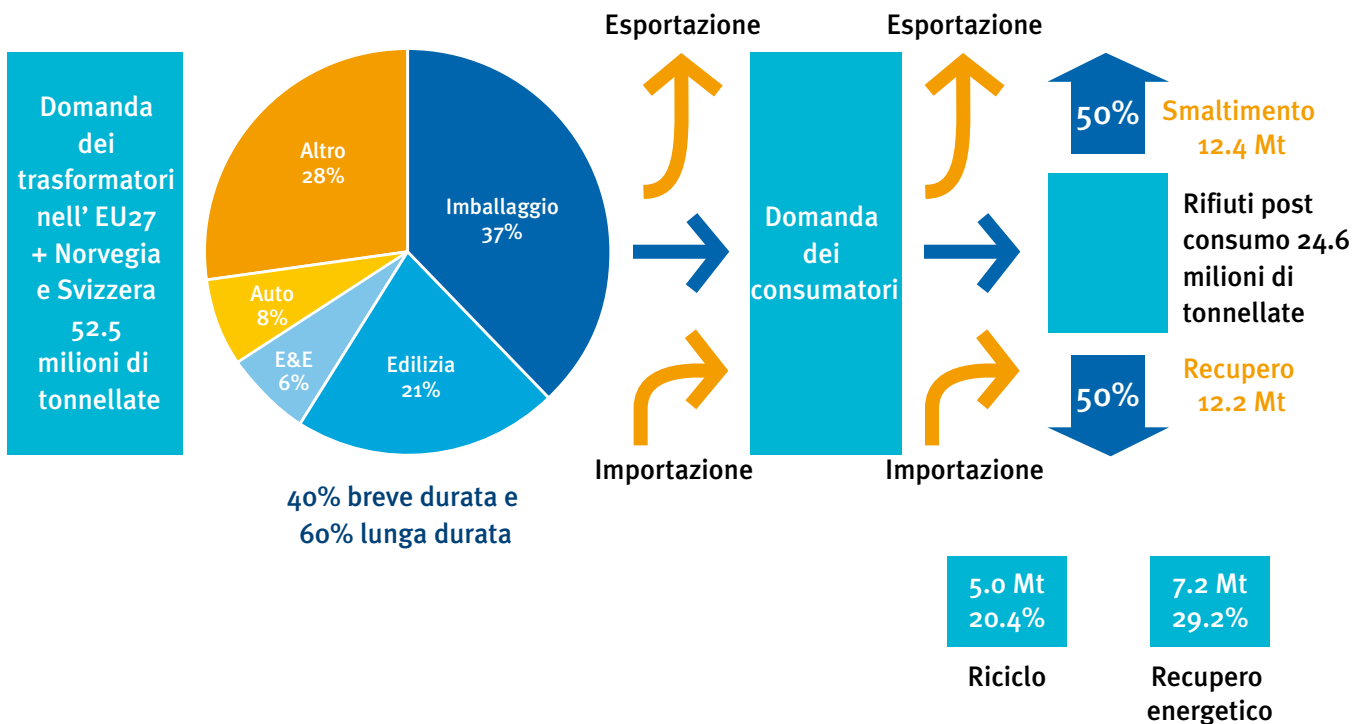 Domanda
dei
trasformatori
nell' EU27
+ Norvegia
e Svizzera
52.5
milioni di
tonnellate
Altro
28%
Imballaggio
37%
Auto
8%
E&E
6%
Edilizia
21%
40% breve durata e
60% lunga durata
Esportazione
Importazione
Domanda
dei
consumatori
Esportazione
Importazione
50%
Smaltimento
12.4 Mt
Rifiuti post
consumo 24.6
milioni di
tonnellate
50%
Recupero
12.2 Mt
5.0 Mt
20.4%
Riciclo
7.2 Mt
29.2%
Recupero
energetico